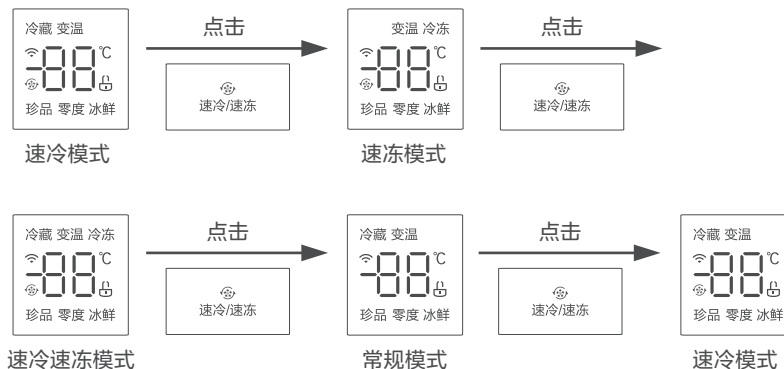 冷藏 变温
-88℃
珍品 零度 冰鲜
速冷模式
点击
速冷/速冻
变温 冷冻
-88℃
珍品 零度 冰鲜
速冻模式
点击
速冷/速冻
冷藏 变温 冷冻
-88℃
珍品 零度 冰鲜
速冷速冻模式
点击
速冷/速冻
冷藏 变温
-88℃
珍品 零度 冰鲜
常规模式
点击
速冷/速冻
冷藏 变温
-88℃
珍品 零度 冰鲜
速冷模式